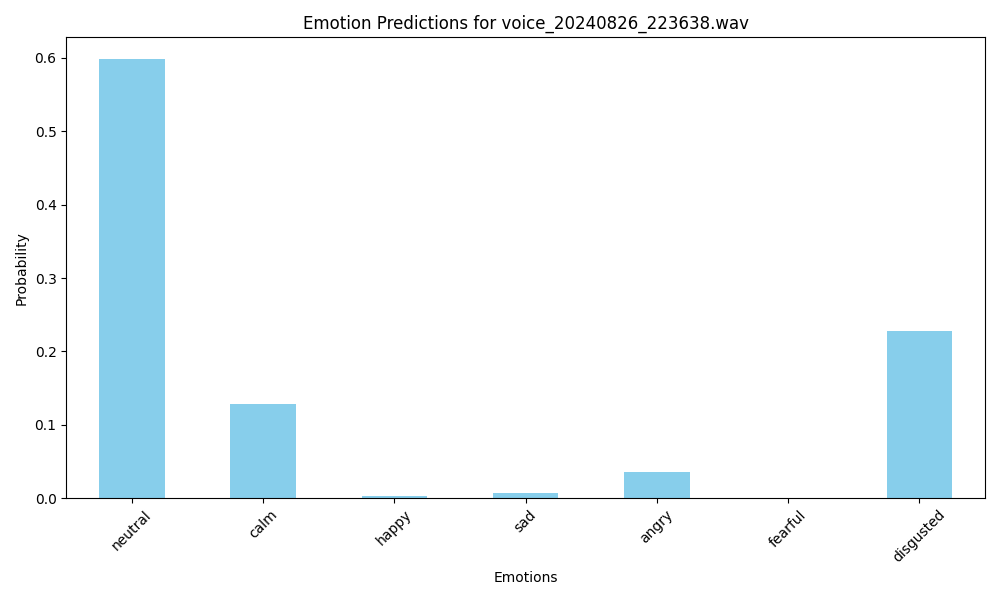 Emotion Predictions for voice_20240826_223638.wav
Probability
0.6
0.5
0.4
0.3
0.2
0.1
0.0
neutral
calm
happy
sad
angry
fearful
disgusted
Emotions